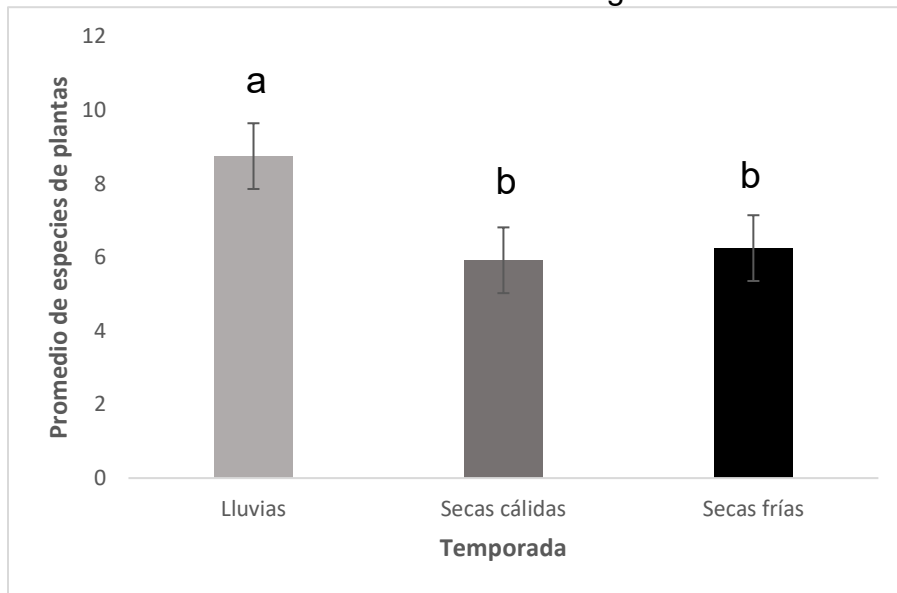 12
10
8
6
4
2
0
Promedio de especies de plantas
a
b
b
Lluvias
Secas cálidas
Secas frías
Temporada